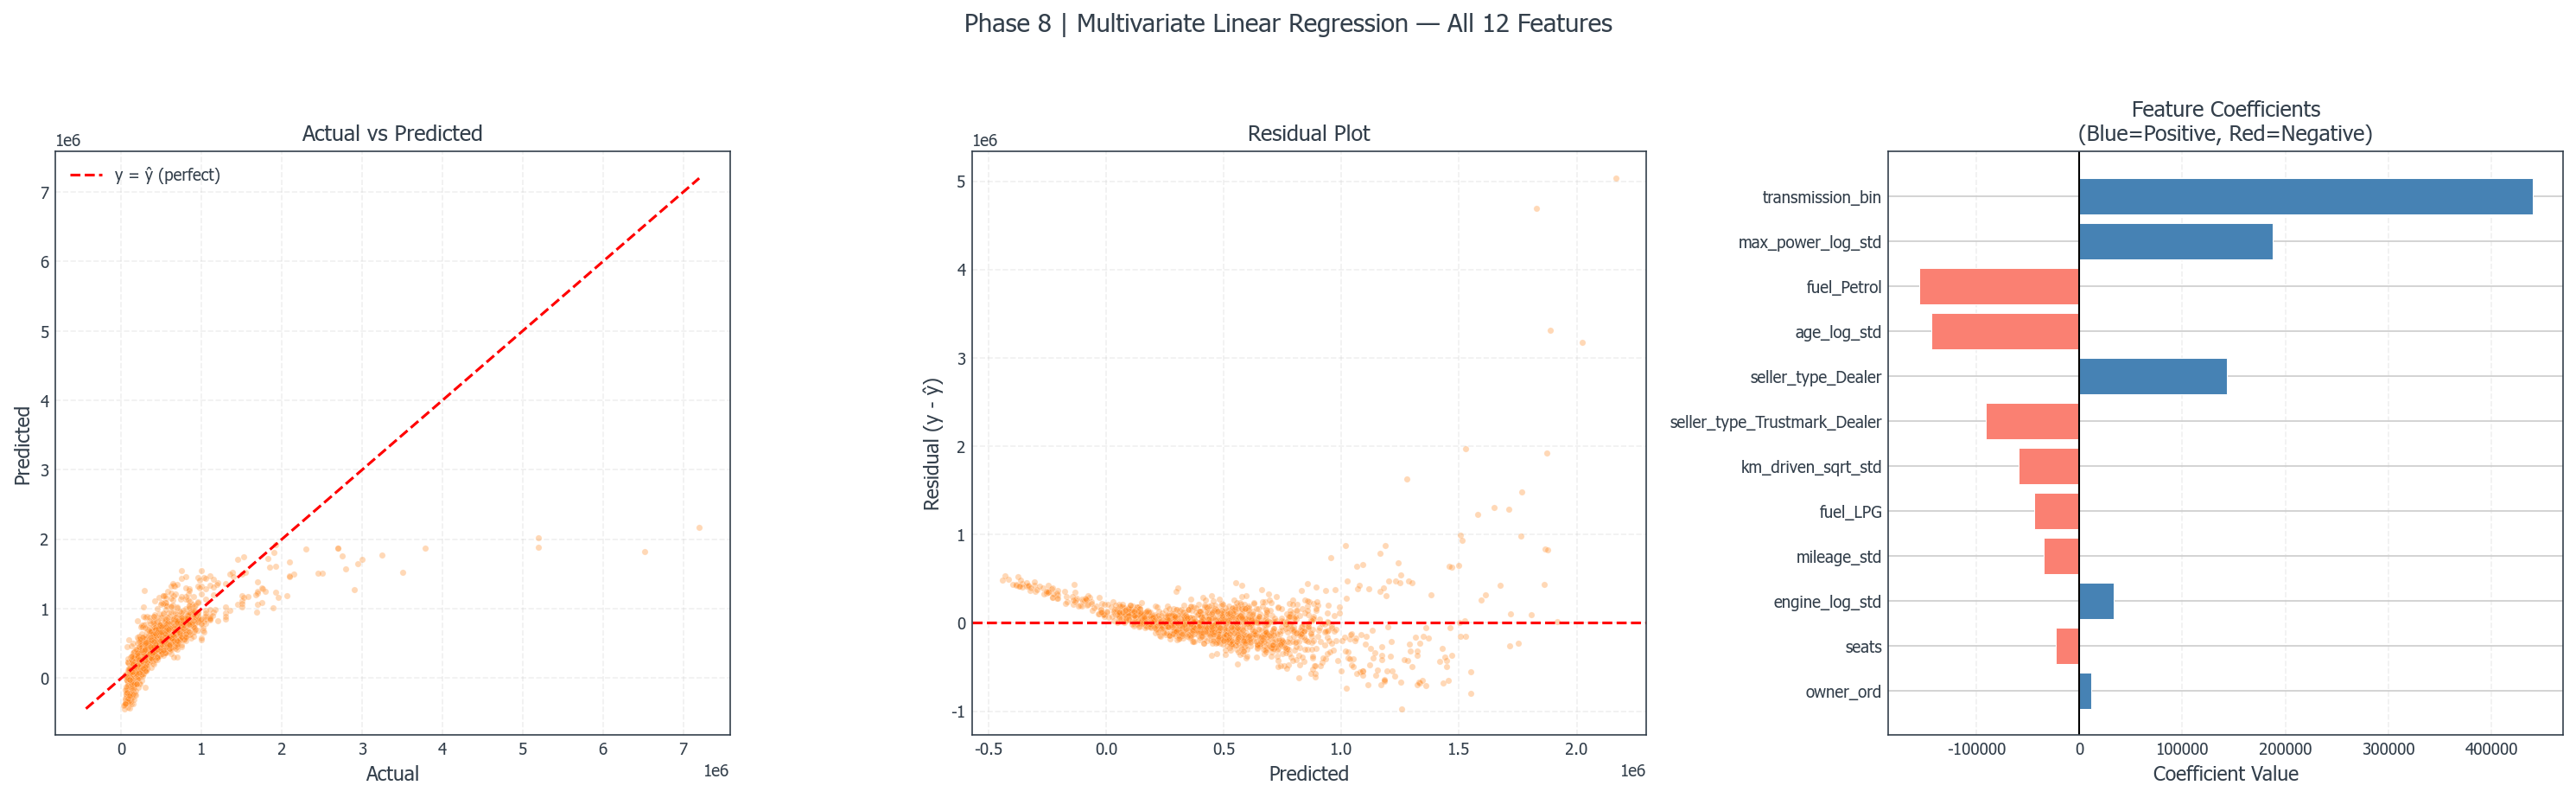 Phase 8 | Multivariate Linear Regression — All 12 Features
Actual vs Predicted
1e6
y = ŷ (perfect)
7
6
5
4
3
2
1
0
Predicted
0 1 2 3 4 5 6 7
1e6
Actual
Residual Plot
1e6
5
4
3
2
1
0
-1
Residual (y - ŷ)
-0.5 0.0 0.5 1.0 1.5 2.0
1e6
Predicted
Feature Coefficients
(Blue=Positive, Red=Negative)
transmission_bin
max_power_log_std
fuel_Petrol
age_log_std
seller_type_Dealer
seller_type_Trustmark_Dealer
km_driven_sqrt_std
fuel_LPG
mileage_std
engine_log_std
seats
owner_ord
-100000 0 100000 200000 300000 400000
Coefficient Value